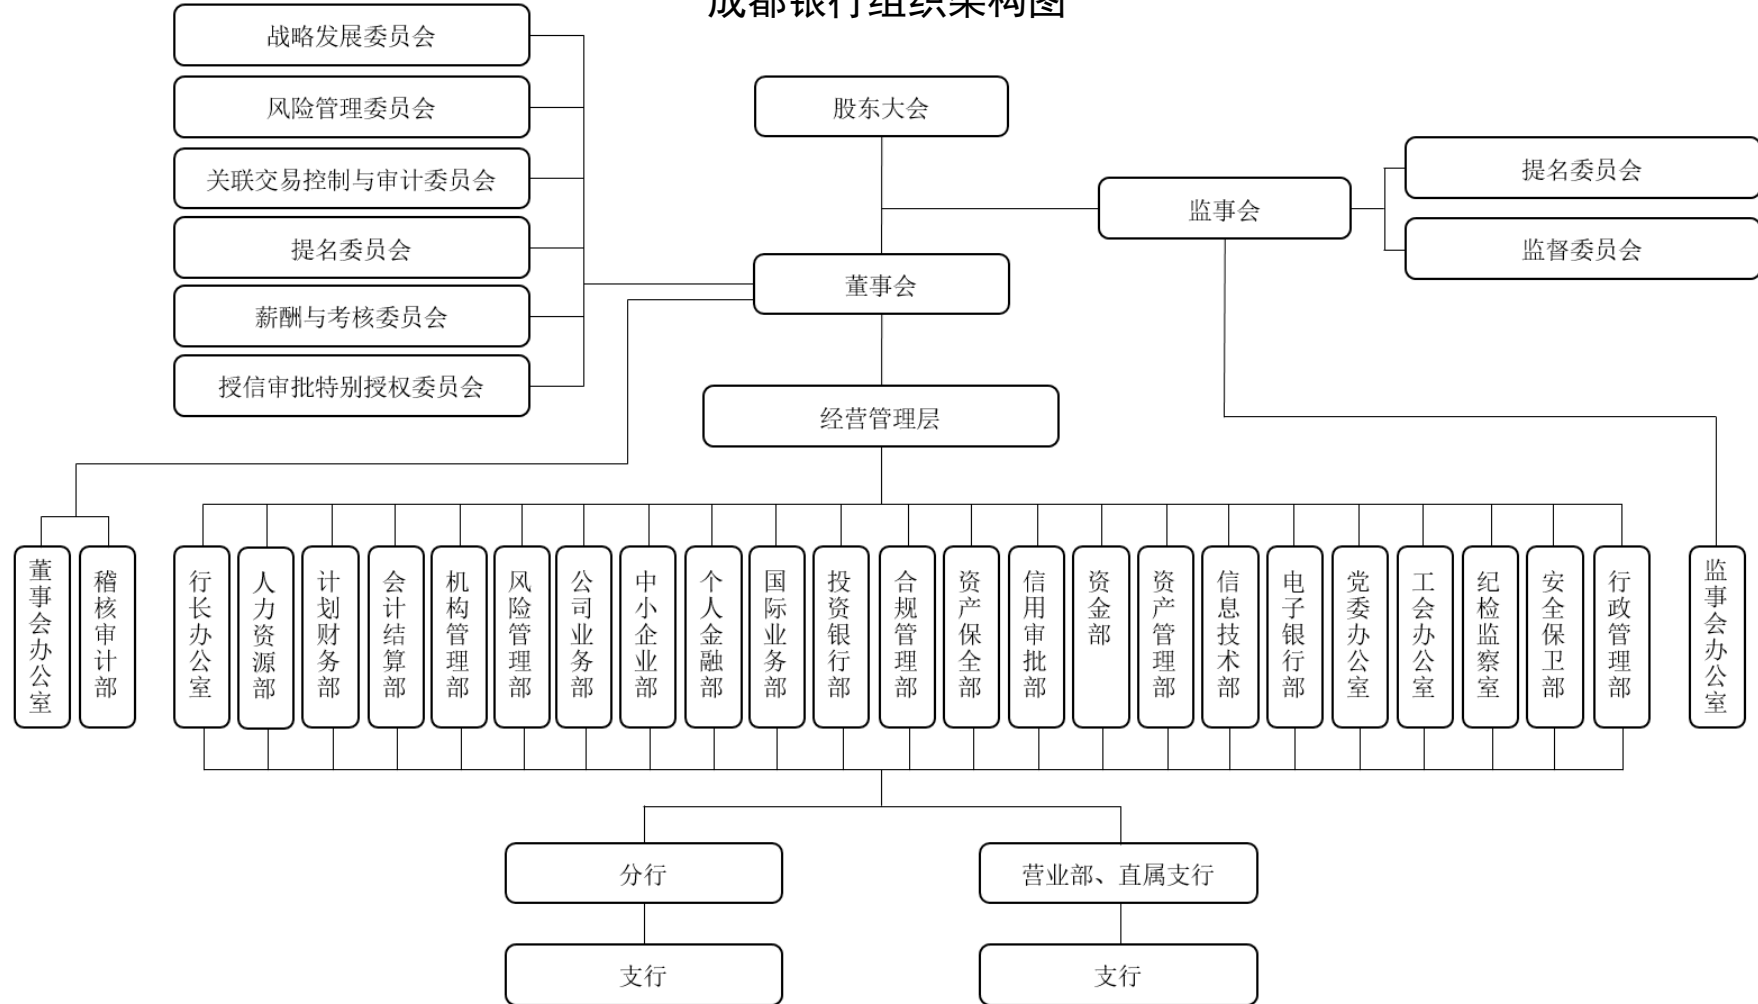 成都银行组织架构图
战略发展委员会
风险管理委员会
关联交易控制与审计委员会
提名委员会
薪酬与考核委员会
授信审批特别授权委员会
股东大会
监事会
提名委员会
监督委员会
董事会
经营管理层
董事会办公室
稽核审计部
行长办公室
人力资源部
计划财务部
会计结算部
机构管理部
风险管理部
公司业务部
中小企业部
个人金融部
国际业务部
投资银行部
合规管理部
资产保全部
信用审批部
资金部
资产管理部
信息技术部
电子银行部
党委办公室
工会办公室
纪检监察室
安全保卫部
行政管理部
监事会办公室
分行
营业部、直属支行
支行
支行